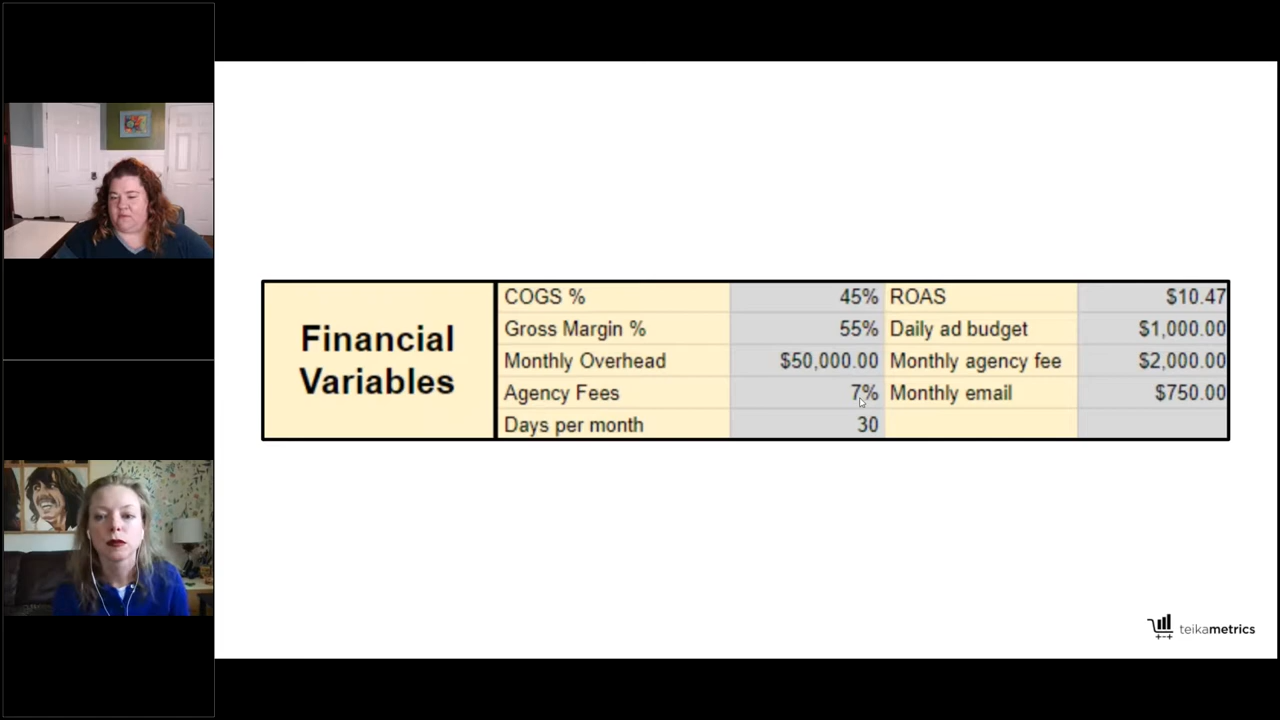 Financial
Variables
COGS % 45% ROAS $10.47
Gross Margin % 55% Daily ad budget $1,000.00
Monthly Overhead $50,000.00 Monthly agency fee $2,000.00
Agency Fees 7% Monthly email $750.00
Days per month 30
teikametrics